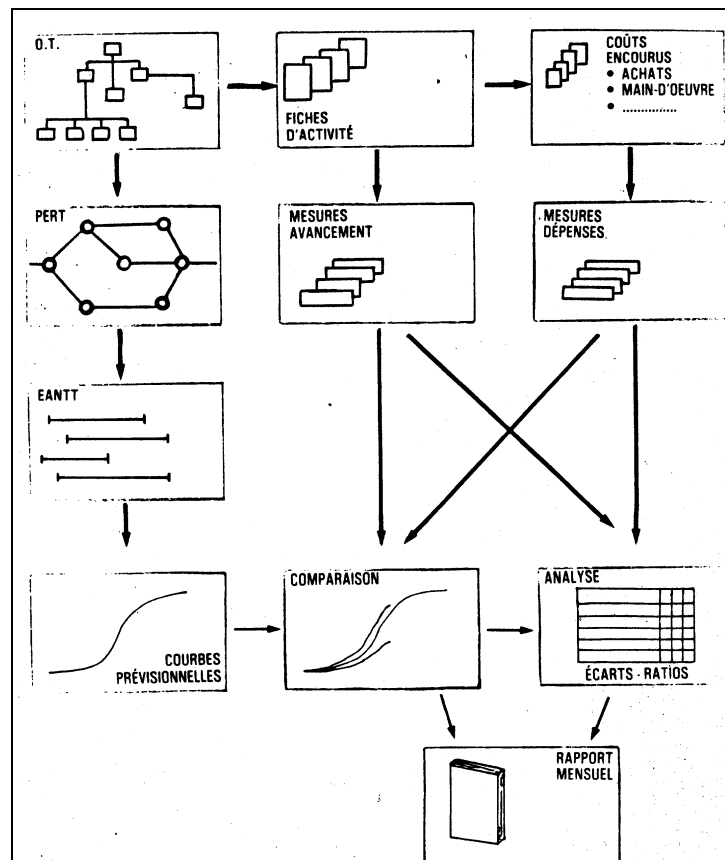 O.T.
FICHES
D'ACTIVITÉ
COÛTS
ENCOURUS
• ACHATS
• MAIN-D'OEUVRE
• ..............
PERT
MESURES
AVANCEMENT
MESURES
DÉPENSES
EANTT
COURBES
PRÉVISIONNELLES
COMPARAISON
ANALYSE
ÉCARTS - RATIOS
RAPPORT
MENSUEL